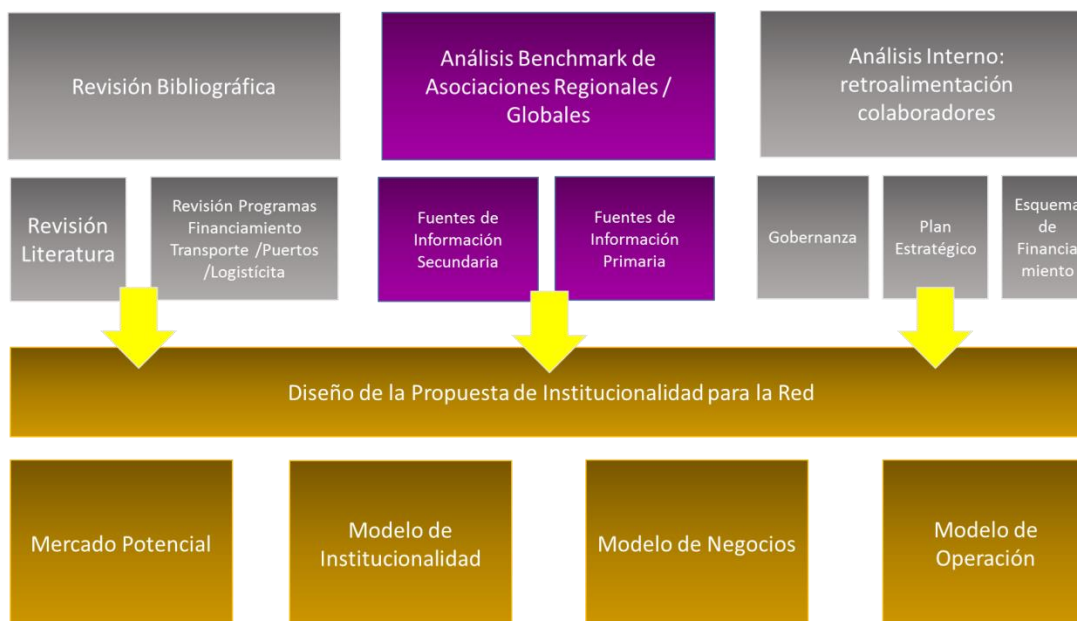 Revisión Bibliográfica
Análisis Benchmark de
Asociaciones Regionales /
Globales
Análisis Interno:
retroalimentación
colaboradores
Revisión
Literatura
Revisión Programas
Financiamiento
Transporte /Puertos
/Logistícita
Fuentes de
Información
Secundaria
Fuentes de
Información
Primaria
Gobernanza
Plan
Estratégico
Esquema
de
Financia
miento
Diseño de la Propuesta de Institucionalidad para la Red
Mercado Potencial
Modelo de
Institucionalidad
Modelo de Negocios
Modelo de
Operación